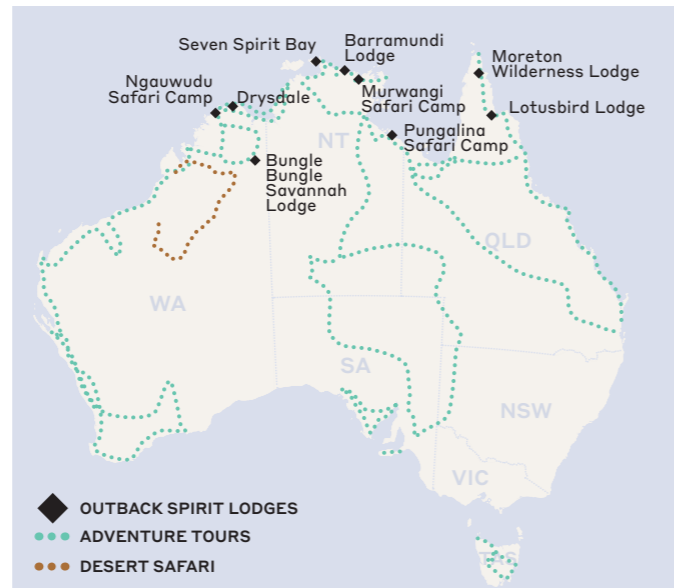 Seven Spirit Bay
Barramundi
Lodge
Moreton
Wilderness Lodge
Ngauwudu
Safari Camp
Drysdale
Murwangi
Safari Camp
Lotusbird Lodge
Pungalina
Safari Camp
NT
Bungle
Bungle
Savannah
Lodge
QLD
WA
SA
NSW
VIC
TAS
OUTBACK SPIRIT LODGES
ADVENTURE TOURS
DESERT SAFARI